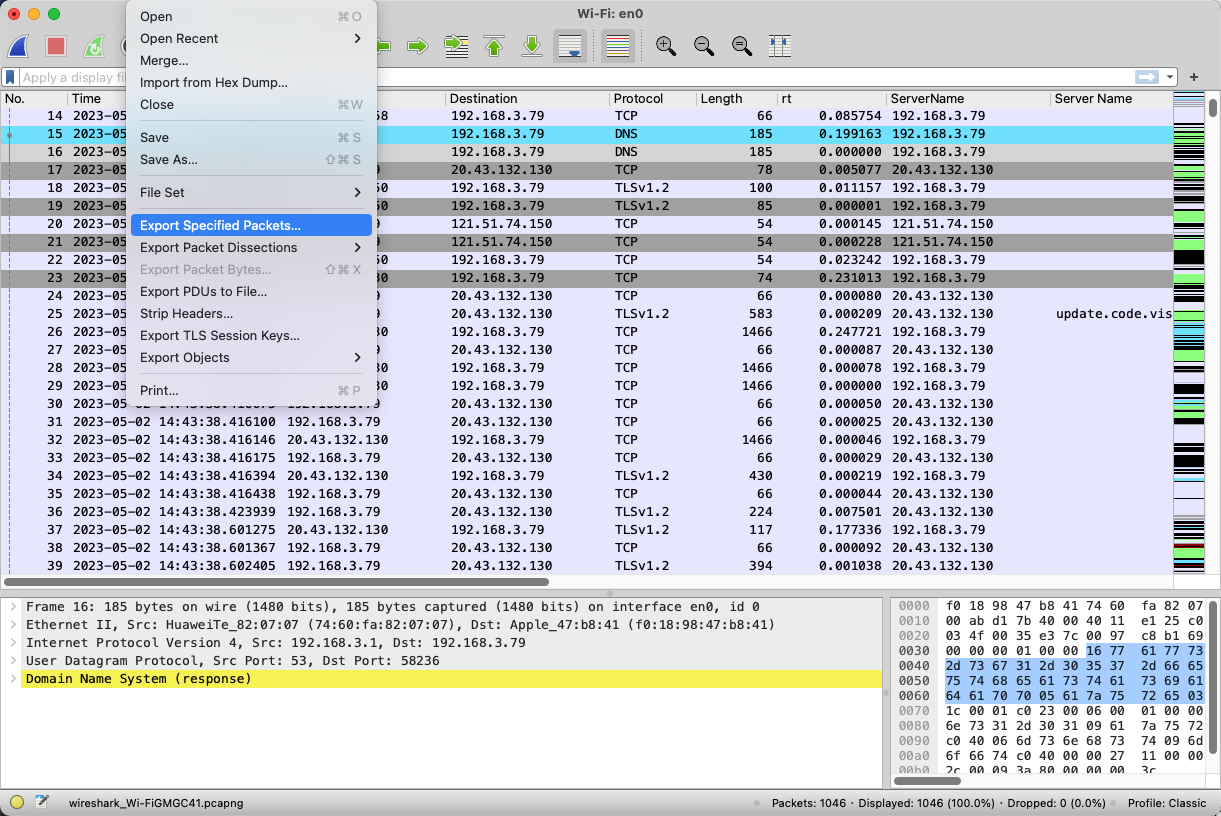 Wi-Fi: en0
Open ⌘ O
Open Recent
Merge...
Import from Hex Dump...
Close ⌘ W
Save ⌘ S
Save As... ⇧ ⌘ S
File Set
Export Specified Packets...
Export Packet Dissections
Export Packet Bytes... ⇧ ⌘ X
Export PDUs to File...
Strip Headers...
Export TLS Session Keys...
Export Objects
Print... ⌘ P
Apply a display fil
No. Time Destination Protocol Length rt ServerName Server Name
14 2023-05 8 192.168.3.79 TCP 66 0.085754 192.168.3.79
15 2023-05 192.168.3.79 DNS 185 0.199163 192.168.3.79
16 2023-05 192.168.3.79 DNS 185 0.000000 192.168.3.79
17 2023-05 20.43.132.130 TCP 78 0.005077 20.43.132.130
18 2023-05 0 192.168.3.79 TLSv1.2 100 0.011157 192.168.3.79
19 2023-05 0 192.168.3.79 TLSv1.2 85 0.000001 192.168.3.79
20 2023-05 121.51.74.150 TCP 54 0.000145 121.51.74.150
21 2023-05 121.51.74.150 TCP 54 0.000228 121.51.74.150
22 2023-05 0 192.168.3.79 TCP 54 0.023242 192.168.3.79
23 2023-05 30 192.168.3.79 TCP 74 0.231013 192.168.3.79
24 2023-05 20.43.132.130 TCP 66 0.000080 20.43.132.130
25 2023-05 20.43.132.130 TLSv1.2 583 0.000209 20.43.132.130 update.code.vis
26 2023-05 30 192.168.3.79 TCP 1466 0.247721 192.168.3.79
27 2023-05 20.43.132.130 TCP 66 0.000087 20.43.132.130
28 2023-05 30 192.168.3.79 TCP 1466 0.000078 192.168.3.79
29 2023-05 30 192.168.3.79 TCP 1466 0.000000 192.168.3.79
30 2023-05-02 14:43:38.416075 192.168.3.79 20.43.132.130 TCP 66 0.000050 20.43.132.130
31 2023-05-02 14:43:38.416100 192.168.3.79 20.43.132.130 TCP 66 0.000025 20.43.132.130
32 2023-05-02 14:43:38.416146 20.43.132.130 192.168.3.79 TCP 1466 0.000046 192.168.3.79
33 2023-05-02 14:43:38.416175 192.168.3.79 20.43.132.130 TCP 66 0.000029 20.43.132.130
34 2023-05-02 14:43:38.416394 20.43.132.130 192.168.3.79 TLSv1.2 430 0.000219 192.168.3.79
35 2023-05-02 14:43:38.416438 192.168.3.79 20.43.132.130 TCP 66 0.000044 20.43.132.130
36 2023-05-02 14:43:38.423939 192.168.3.79 20.43.132.130 TLSv1.2 224 0.007501 20.43.132.130
37 2023-05-02 14:43:38.601275 20.43.132.130 192.168.3.79 TLSv1.2 117 0.177336 192.168.3.79
38 2023-05-02 14:43:38.601367 192.168.3.79 20.43.132.130 TCP 66 0.000092 20.43.132.130
39 2023-05-02 14:43:38.602405 192.168.3.79 20.43.132.130 TLSv1.2 394 0.001038 20.43.132.130
Frame 16: 185 bytes on wire (1480 bits), 185 bytes captured (1480 bits) on interface en0, id 0
Ethernet II, Src: HuaweiTe_82:07:07 (74:60:fa:82:07:07), Dst: Apple_47:b8:41 (f0:18:98:47:b8:41)
Internet Protocol Version 4, Src: 192.168.3.1, Dst: 192.168.3.79
User Datagram Protocol, Src Port: 53, Dst Port: 58236
Domain Name System (response)
0000 f0 18 98 47 b8 41 74 60 fa 82 07
0010 00 ab d1 7b 40 00 40 11 e1 25 c0
0020 03 4f 00 35 e3 7c 00 97 c8 b1 69
0030 00 00 00 01 00 00 16 77 61 77 73
0040 2d 73 67 31 2d 30 35 37 2d 66 65
0050 75 74 68 65 61 73 74 61 73 69 61
0060 64 61 70 70 05 61 7a 75 72 65 03
0070 1c 00 01 c0 23 00 06 00 01 00 00
0080 6e 73 31 2d 30 31 09 61 7a 75 72
0090 c0 40 06 6d 73 6e 68 73 74 09 6d
00a0 6f 66 74 c0 40 00 00 27 11 00 00
00b0 2c 00 09 3a 80 00 00 00 3c
wireshark_Wi-FiGMGC41.pcapng
Packets: 1046 · Displayed: 1046 (100.0%) · Dropped: 0 (0.0%)
Profile: Classic